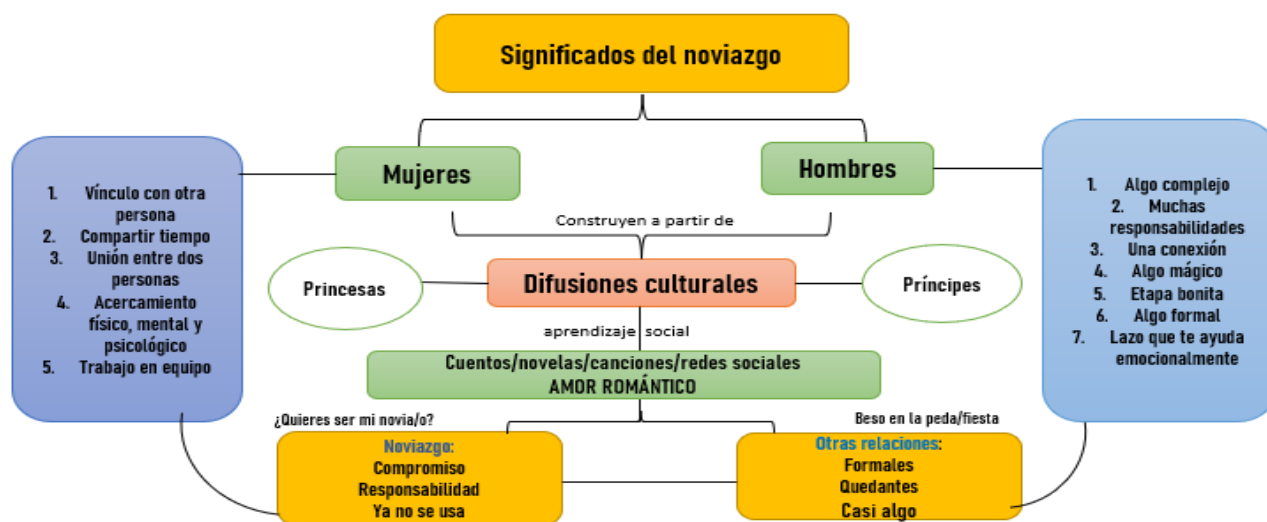 Significados del noviazgo
Mujeres
Hombres
1. Vínculo con otra
persona
2. Compartir tiempo
3. Unión entre dos
personas
4. Acercamiento
físico, mental y
psicológico
5. Trabajo en equipo
1. Algo complejo
2. Muchas
responsabilidades
3. Una conexión
4. Algo mágico
5. Etapa bonita
6. Algo formal
7. Lazo que te ayuda
emocionalmente
Construyen a partir de
Princesas
Difusiones culturales
Príncipes
aprendizaje social
Cuentos/novelas/canciones/redes sociales
AMOR ROMÁNTICO
¿Quieres ser mi novia/o?
Beso en la peda/fiesta
Noviazgo:
Compromiso
Responsabilidad
Ya no se usa
Otras relaciones:
Formales
Quedantes
Casi algo